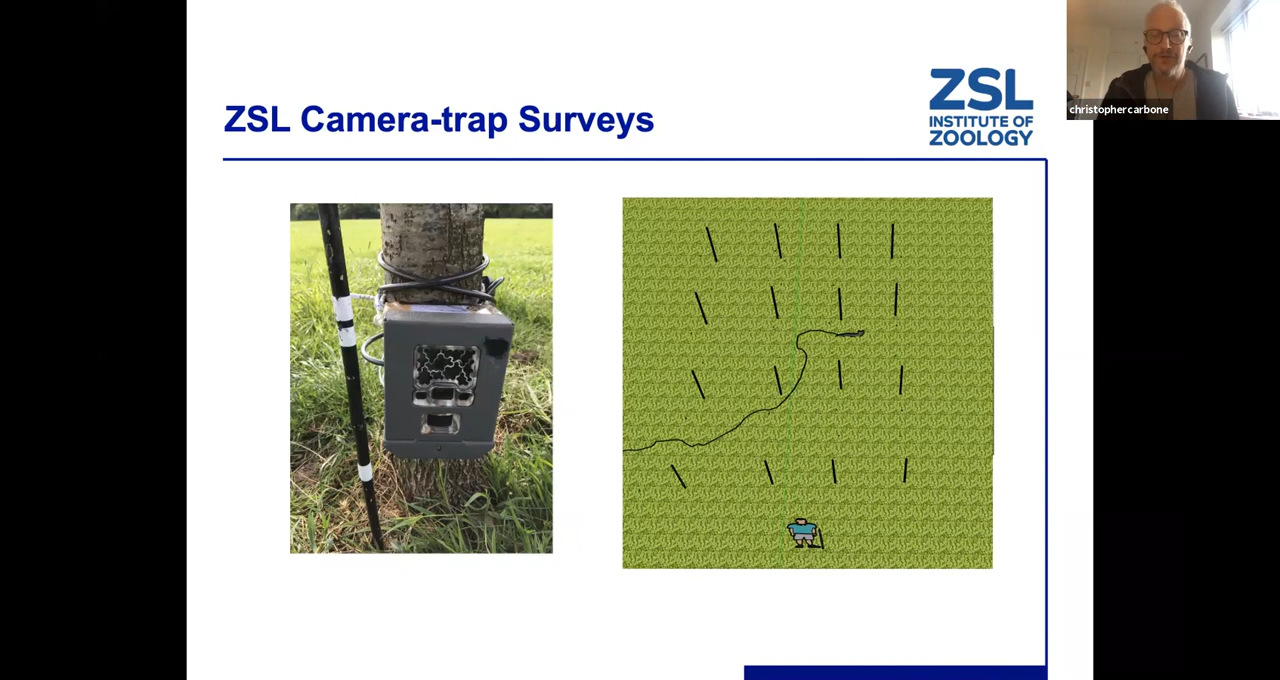 ZSL Camera-trap Surveys
ZSL
INSTITUTE OF
ZOOLOGY
christophercarbone